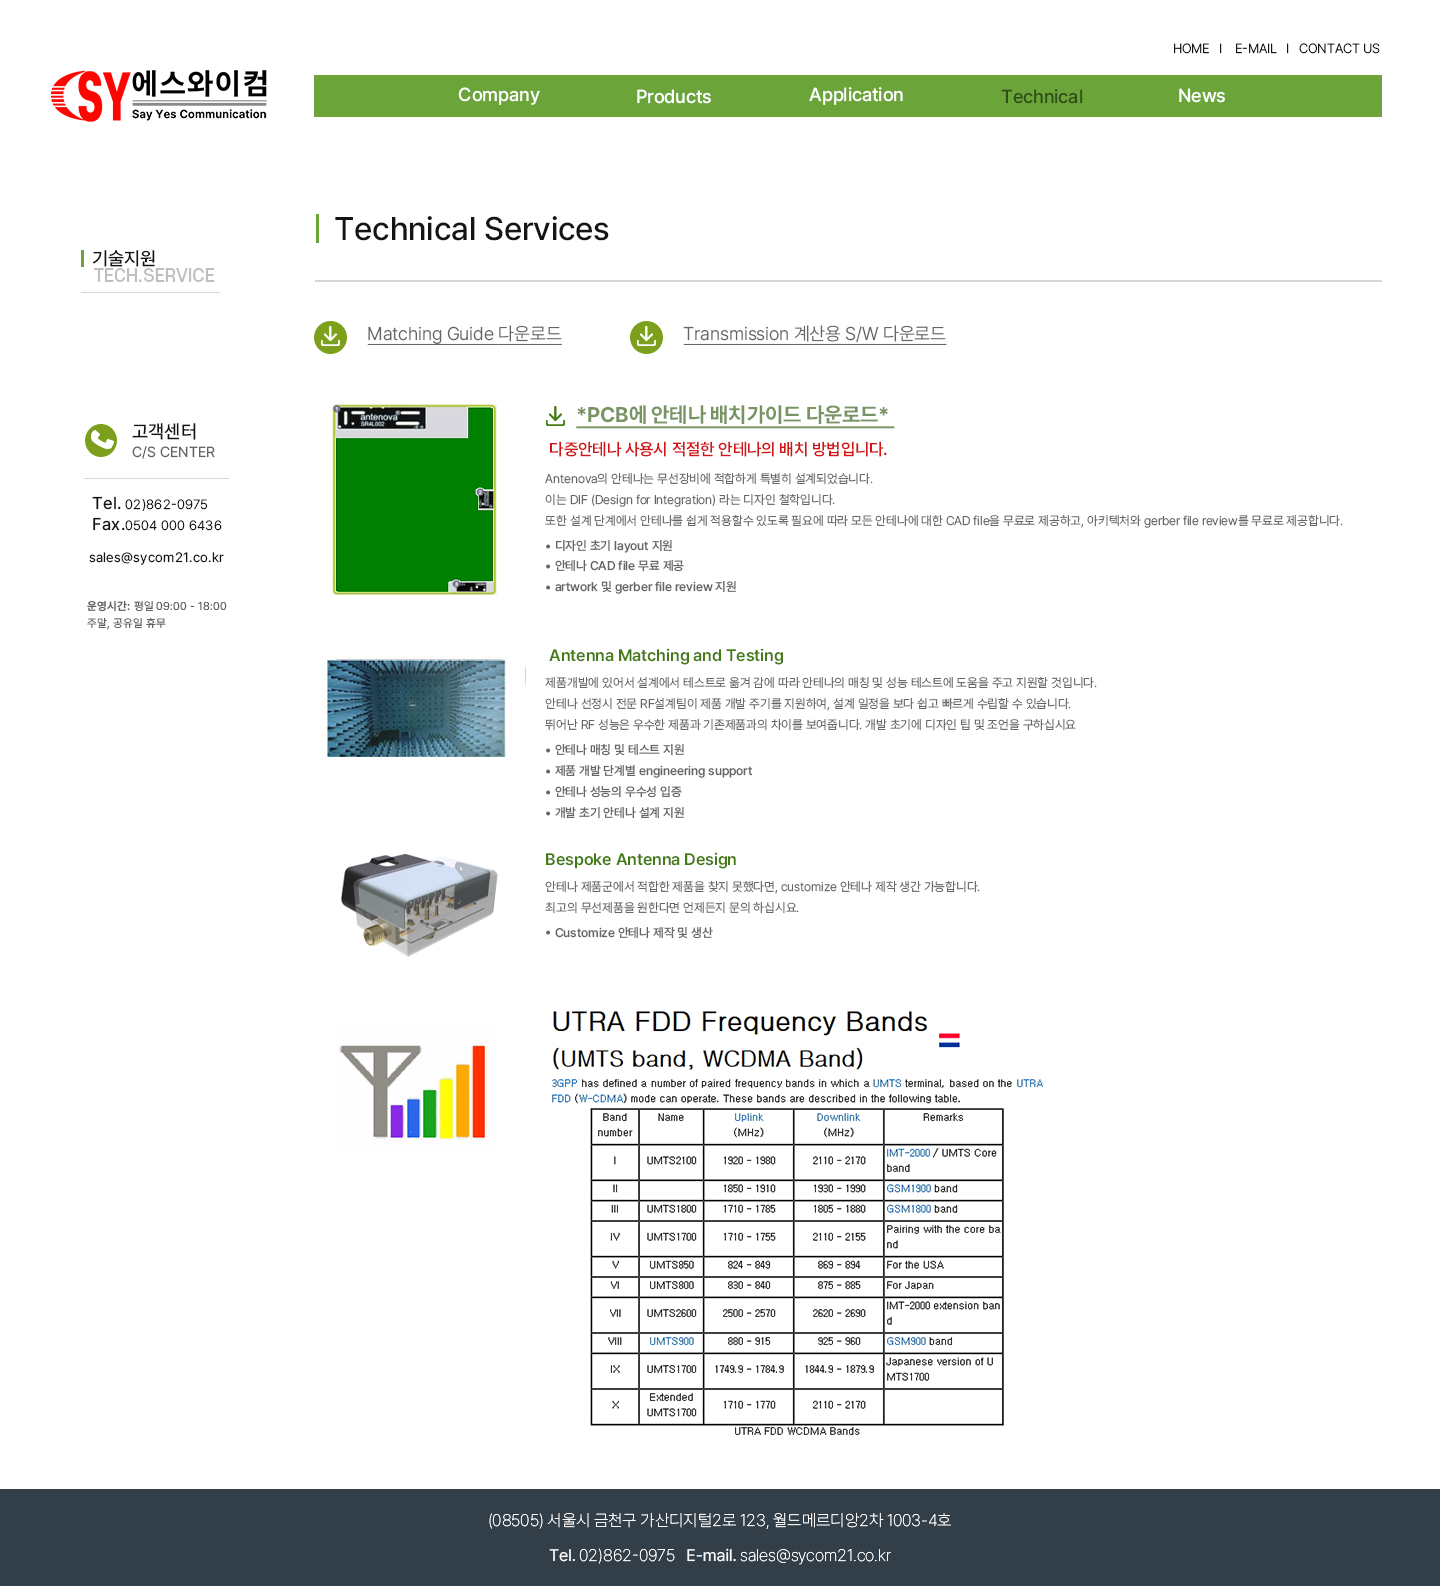 HOME I E-MAIL I CONTACT US
SY에스와이컴
Say Yes Communication
Company Products Application Technical News
Technical Services
기술지원
TECH.SERVICE
Matching Guide 다운로드
Transmission 계산용 S/W 다운로드
고객센터
C/S CENTER
Tel. 02)862-0975
Fax.0504 000 6436
sales@sycom21.co.kr
운영시간: 평일 09:00 - 18:00
주말, 공유일 휴무
antenova
SR4L002
*PCB에 안테나 배치가이드 다운로드*
다중안테나 사용시 적절한 안테나의 배치 방법입니다.
Antenova의 안테나는 무선장비에 적합하게 특별히 설계되었습니다.
이는 DIF (Design for Integration) 라는 디자인 철학입니다.
또한 설계 단계에서 안테나를 쉽게 적용할수 있도록 필요에 따라 모든 안테나에 대한 CAD file을 무료로 제공하고, 아키텍처와 gerber file review를 무료로 제공합니다.
• 디자인 초기 layout 지원
• 안테나 CAD file 무료 제공
• artwork 및 gerber file review 지원
Antenna Matching and Testing
제품개발에 있어서 설계에서 테스트로 옮겨 감에 따라 안테나의 매칭 및 성능 테스트에 도움을 주고 지원할 것입니다.
안테나 선정시 전문 RF설계팀이 제품 개발 주기를 지원하여, 설계 일정을 보다 쉽고 빠르게 수립할 수 있습니다.
뛰어난 RF 성능은 우수한 제품과 기존제품과의 차이를 보여줍니다. 개발 초기에 디자인 팁 및 조언을 구하십시요
• 안테나 매칭 및 테스트 지원
• 제품 개발 단계별 engineering support
• 안테나 성능의 우수성 입증
• 개발 초기 안테나 설계 지원
Bespoke Antenna Design
안테나 제품군에서 적합한 제품을 찾지 못했다면, customize 안테나 제작 생간 가능합니다.
최고의 무선제품을 원한다면 언제든지 문의 하십시요.
• Customize 안테나 제작 및 생산
UTRA FDD Frequency Bands
(UMTS band, WCDMA Band)
3GPP has defined a number of paired frequency bands in which a UMTS terminal, based on the UTRA
FDD (W-CDMA) mode can operate. These bands are described in the following table.
Band Name Uplink Downlink Remarks
number (MHz) (MHz)
I UMTS2100 1920 - 1980 2110 - 2170 IMT-2000 / UMTS Core
band
II 1850 - 1910 1930 - 1990 GSM1900 band
III UMTS1800 1710 - 1785 1805 - 1880 GSM1800 band
IV UMTS1700 1710 - 1755 2110 - 2155 Pairing with the core ba
nd
V UMTS850 824 - 849 869 - 894 For the USA
VI UMTS800 830 - 840 875 - 885 For Japan
VII UMTS2600 2500 - 2570 2620 - 2690 IMT-2000 extension ban
d
VIII UMTS900 880 - 915 925 - 960 GSM900 band
IX UMTS1700 1749.9 - 1784.9 1844.9 - 1879.9 Japanese version of U
MTS1700
X Extended 1710 - 1770 2110 - 2170
UMTS1700
UTRA FDD WCDMA Bands
(08505) 서울시 금천구 가산디지털2로 123, 월드메르디앙2차 1003-4호
Tel. 02)862-0975 E-mail. sales@sycom21.co.kr